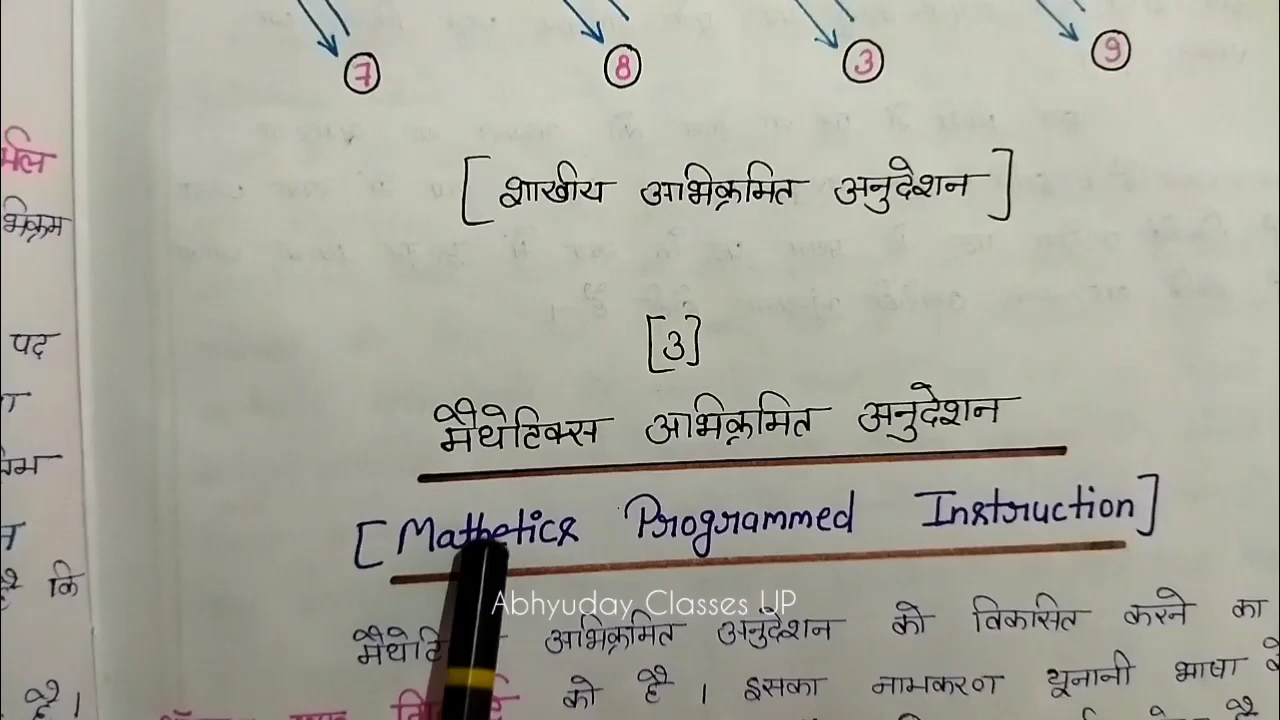 7 8 3 9
[ शाखीय अभिक्रमित अनुदेशन ]
[3]
मैथेटिक्स अभिक्रमित अनुदेशन
[ Mathetics Programmed Instruction ]
Abhyuday Classes UP
अभिक्रमित अनुदेशन को विकसित करने का
को है । इसका नामकरण यूनानी भाषा के
पद
है कि
है।